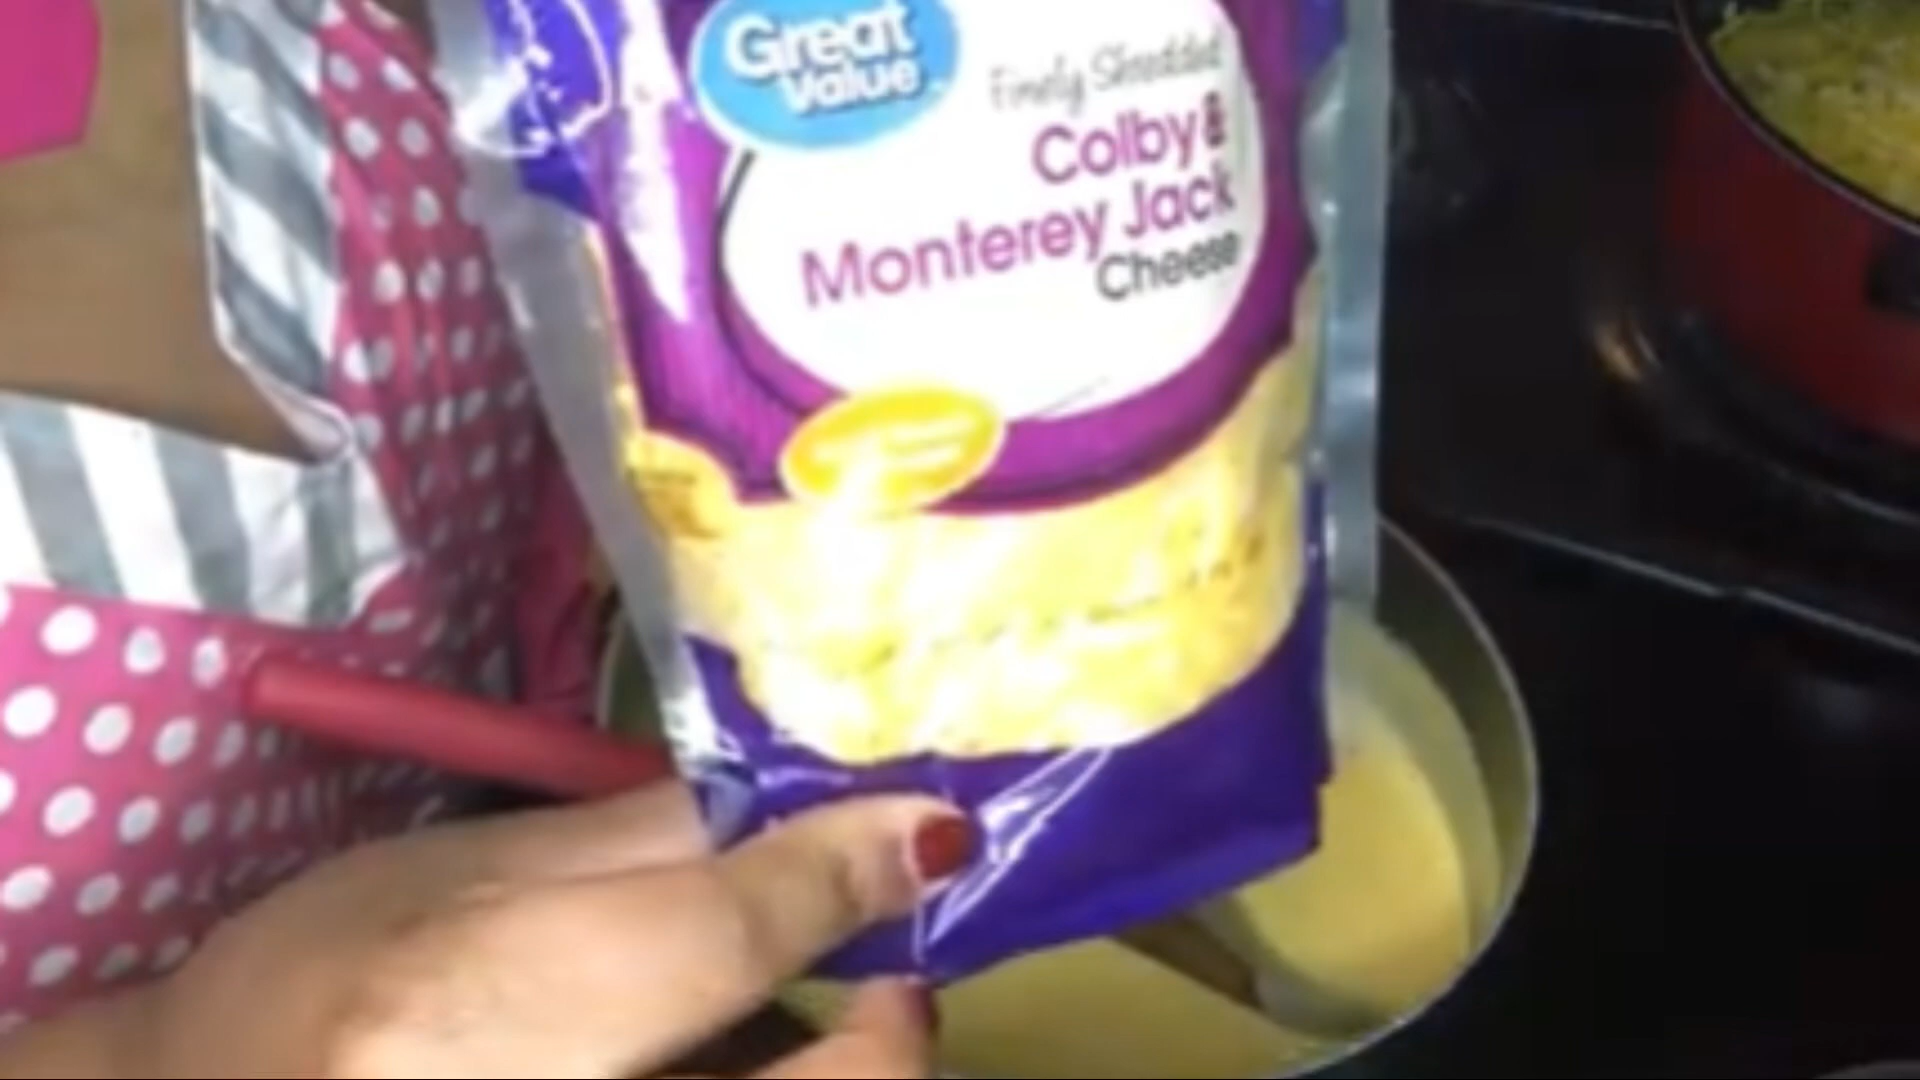 Great
Value
Finely Shredded
Colby &
Monterey Jack
Cheese